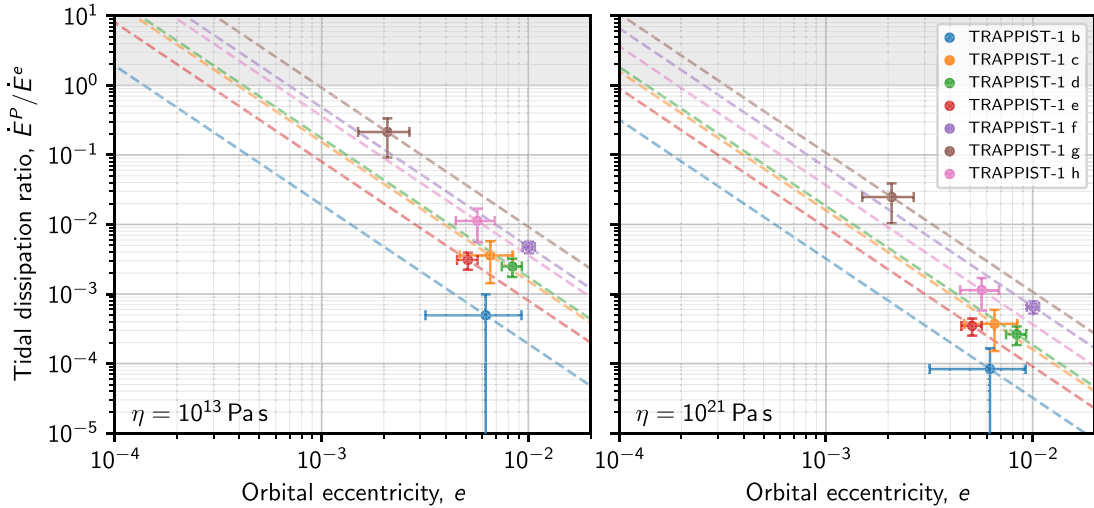 Tidal dissipation ratio, Ė^P/Ė^e
10^1
10^0
10^−1
10^−2
10^−3
10^−4
10^−5
η = 10^13 Pa s
10^−4
10^−3
10^−2
Orbital eccentricity, e
TRAPPIST-1 b
TRAPPIST-1 c
TRAPPIST-1 d
TRAPPIST-1 e
TRAPPIST-1 f
TRAPPIST-1 g
TRAPPIST-1 h
η = 10^21 Pa s
10^−4
10^−3
10^−2
Orbital eccentricity, e